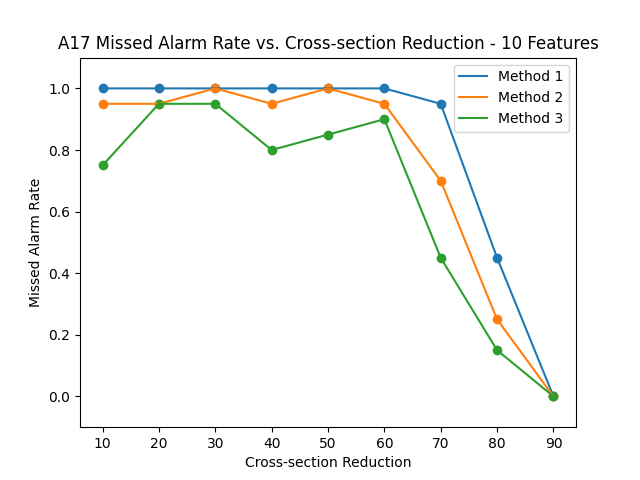 A17 Missed Alarm Rate vs. Cross-section Reduction - 10 Features
Method 1
Method 2
Method 3
Missed Alarm Rate
1.0
0.8
0.6
0.4
0.2
0.0
10 20 30 40 50 60 70 80 90
Cross-section Reduction